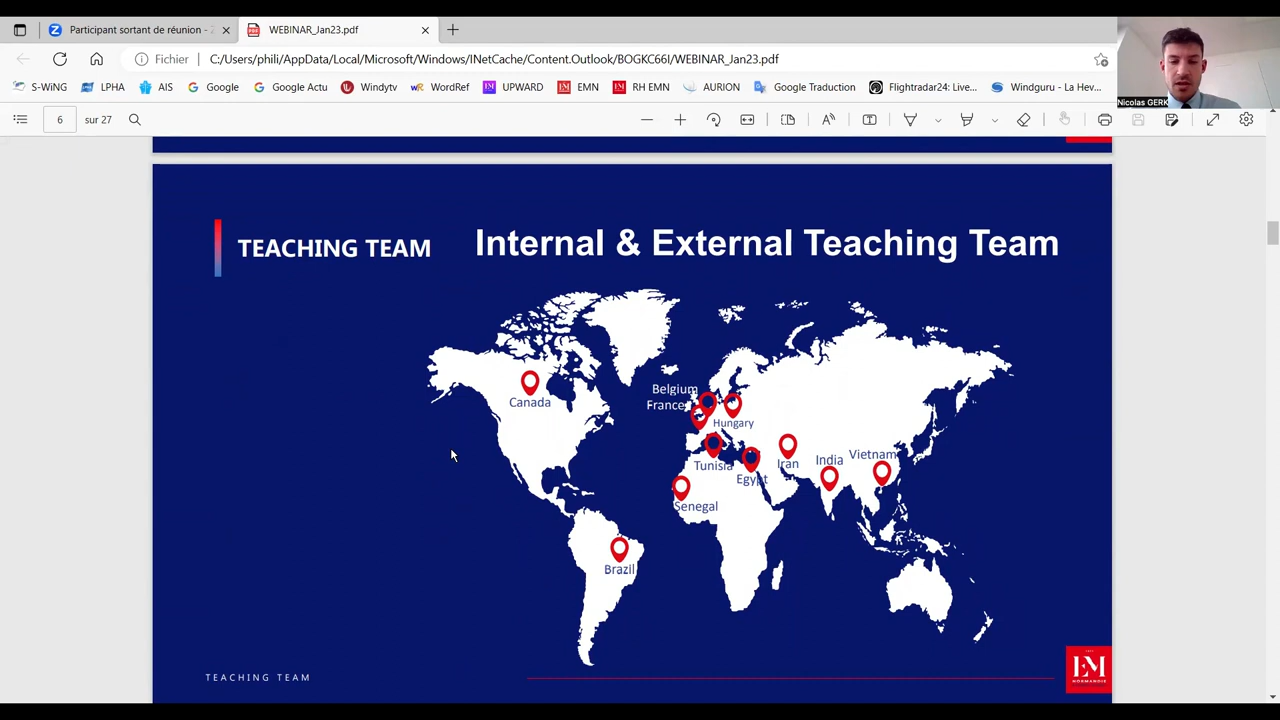 Participant sortant de réunion - Z
WEBINAR_Jan23.pdf
Fichier
C:/Users/phili/AppData/Local/Microsoft/Windows/INetCache/Content.Outlook/BOGKC66I/WEBINAR_Jan23.pdf
S-WiNG
LPHA
AIS
Google
Google Actu
Windytv
WordRef
UPWARD
EMN
RH EMN
AURION
Google Traduction
Flightradar24: Live...
Windguru - La Hev...
Nicolas GERK
6 sur 27
TEACHING TEAM
Internal & External Teaching Team
Canada
Belgium
France
Hungary
Tunisia
Egypt
Iran
India
Vietnam
Senegal
Brazil
TEACHING TEAM
EM
NORMANDIE